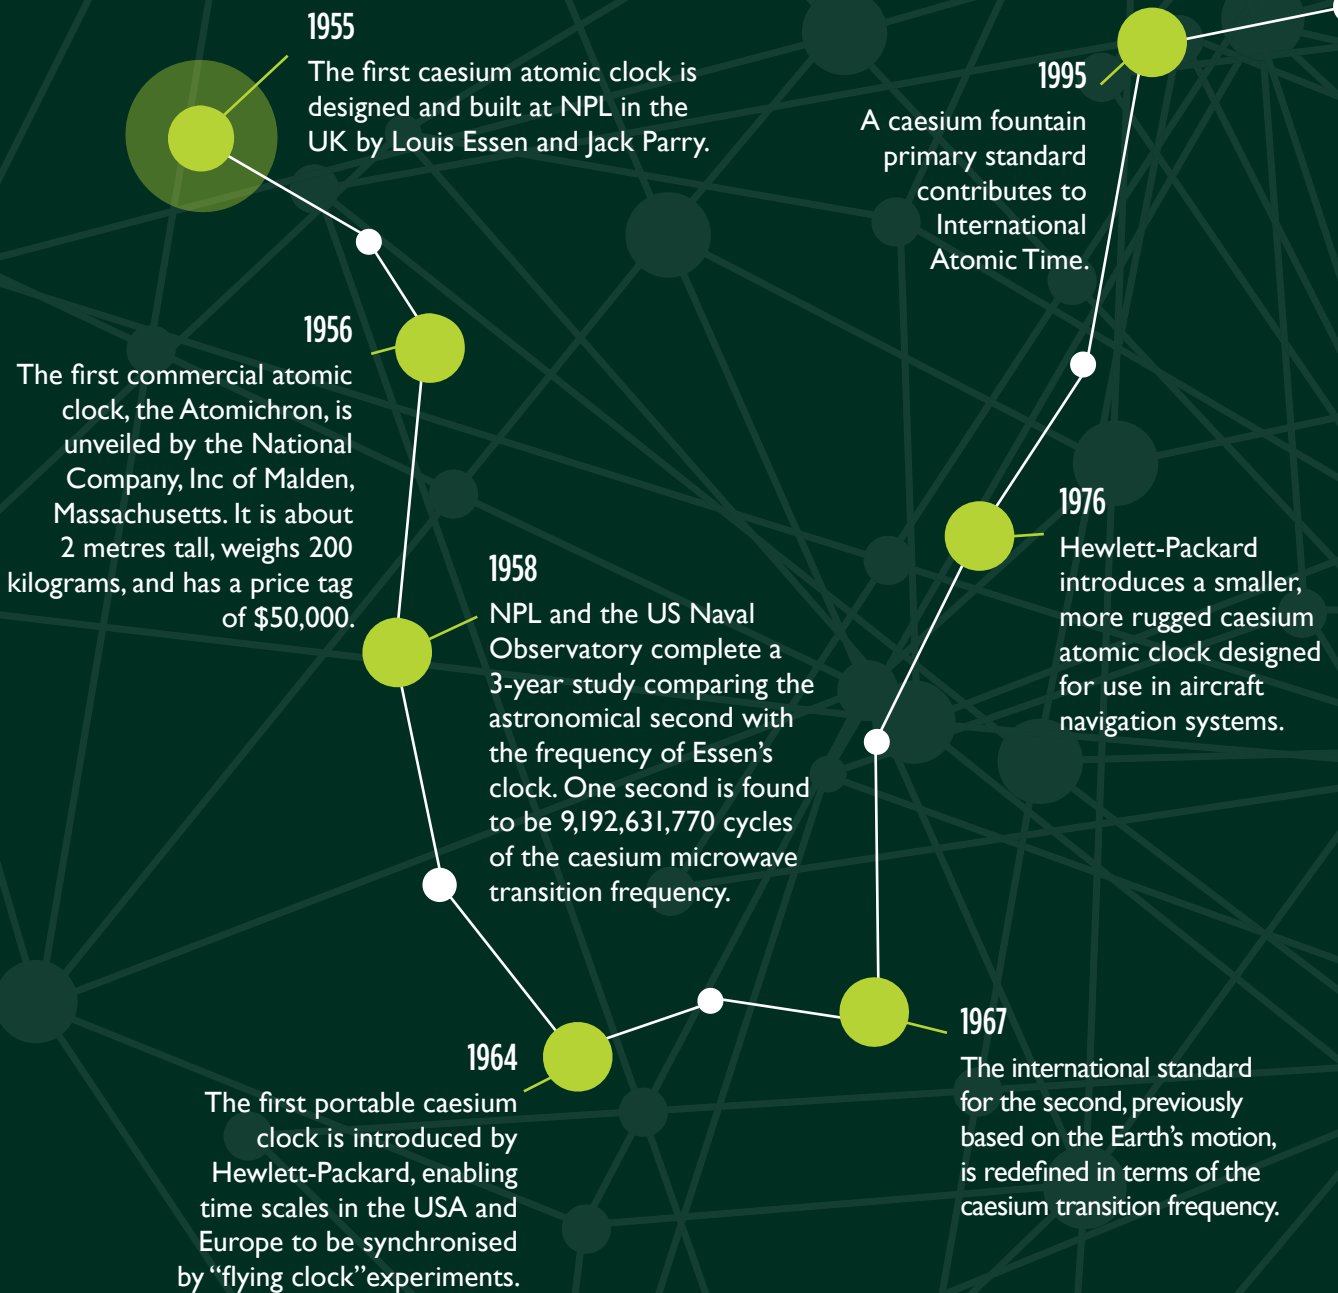 1955
The first caesium atomic clock is
designed and built at NPL in the
UK by Louis Essen and Jack Parry.
1956
The first commercial atomic
clock, the Atomichron, is
unveiled by the National
Company, Inc of Malden,
Massachusetts. It is about
2 metres tall, weighs 200
kilograms, and has a price tag
of $50,000.
1958
NPL and the US Naval
Observatory complete a
3-year study comparing the
astronomical second with
the frequency of Essen’s
clock. One second is found
to be 9,192,631,770 cycles
of the caesium microwave
transition frequency.
1964
The first portable caesium
clock is introduced by
Hewlett-Packard, enabling
time scales in the USA and
Europe to be synchronised
by “flying clock”experiments.
1967
The international standard
for the second, previously
based on the Earth’s motion,
is redefined in terms of the
caesium transition frequency.
1976
Hewlett-Packard
introduces a smaller,
more rugged caesium
atomic clock designed
for use in aircraft
navigation systems.
1995
A caesium fountain
primary standard
contributes to
International
Atomic Time.